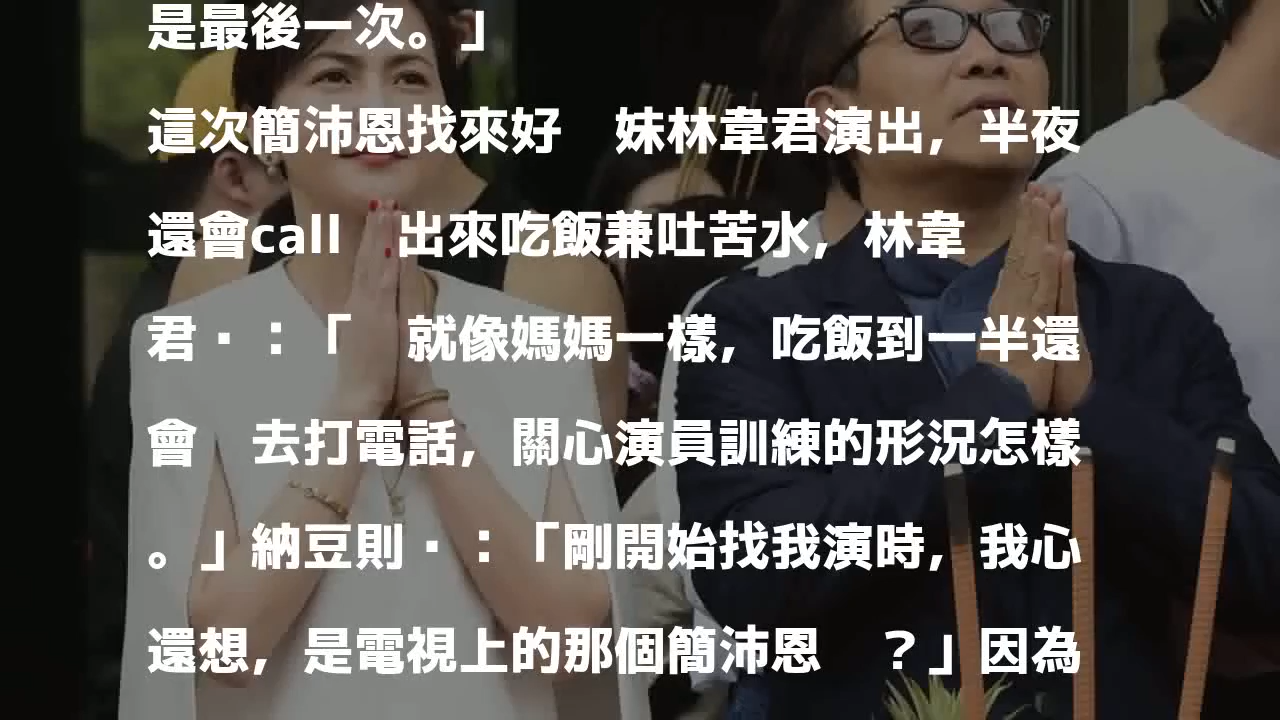 是最後一次。」
這次簡沛恩找來好　妹林韋君演出，半夜
還會call　出來吃飯兼吐苦水，林韋
君·：「　就像媽媽一樣，吃飯到一半還
會　去打電話，關心演員訓練的形況怎樣
。」納豆則·：「剛開始找我演時，我心
還想，是電視上的那個簡沛恩　？」因為